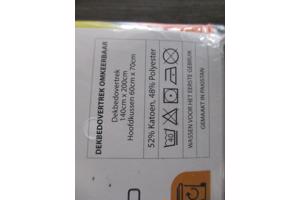 DEKBEDOVERTREK OMKEERBAAR
Dekbedovertrek
140cm x 200cm
Hoofdkussen 60cm x 70cm
52% Katoen, 48% Polyester
40
WASSEN VOOR HET EERSTE GEBRUIK
GEMAAKT IN PAKISTAN